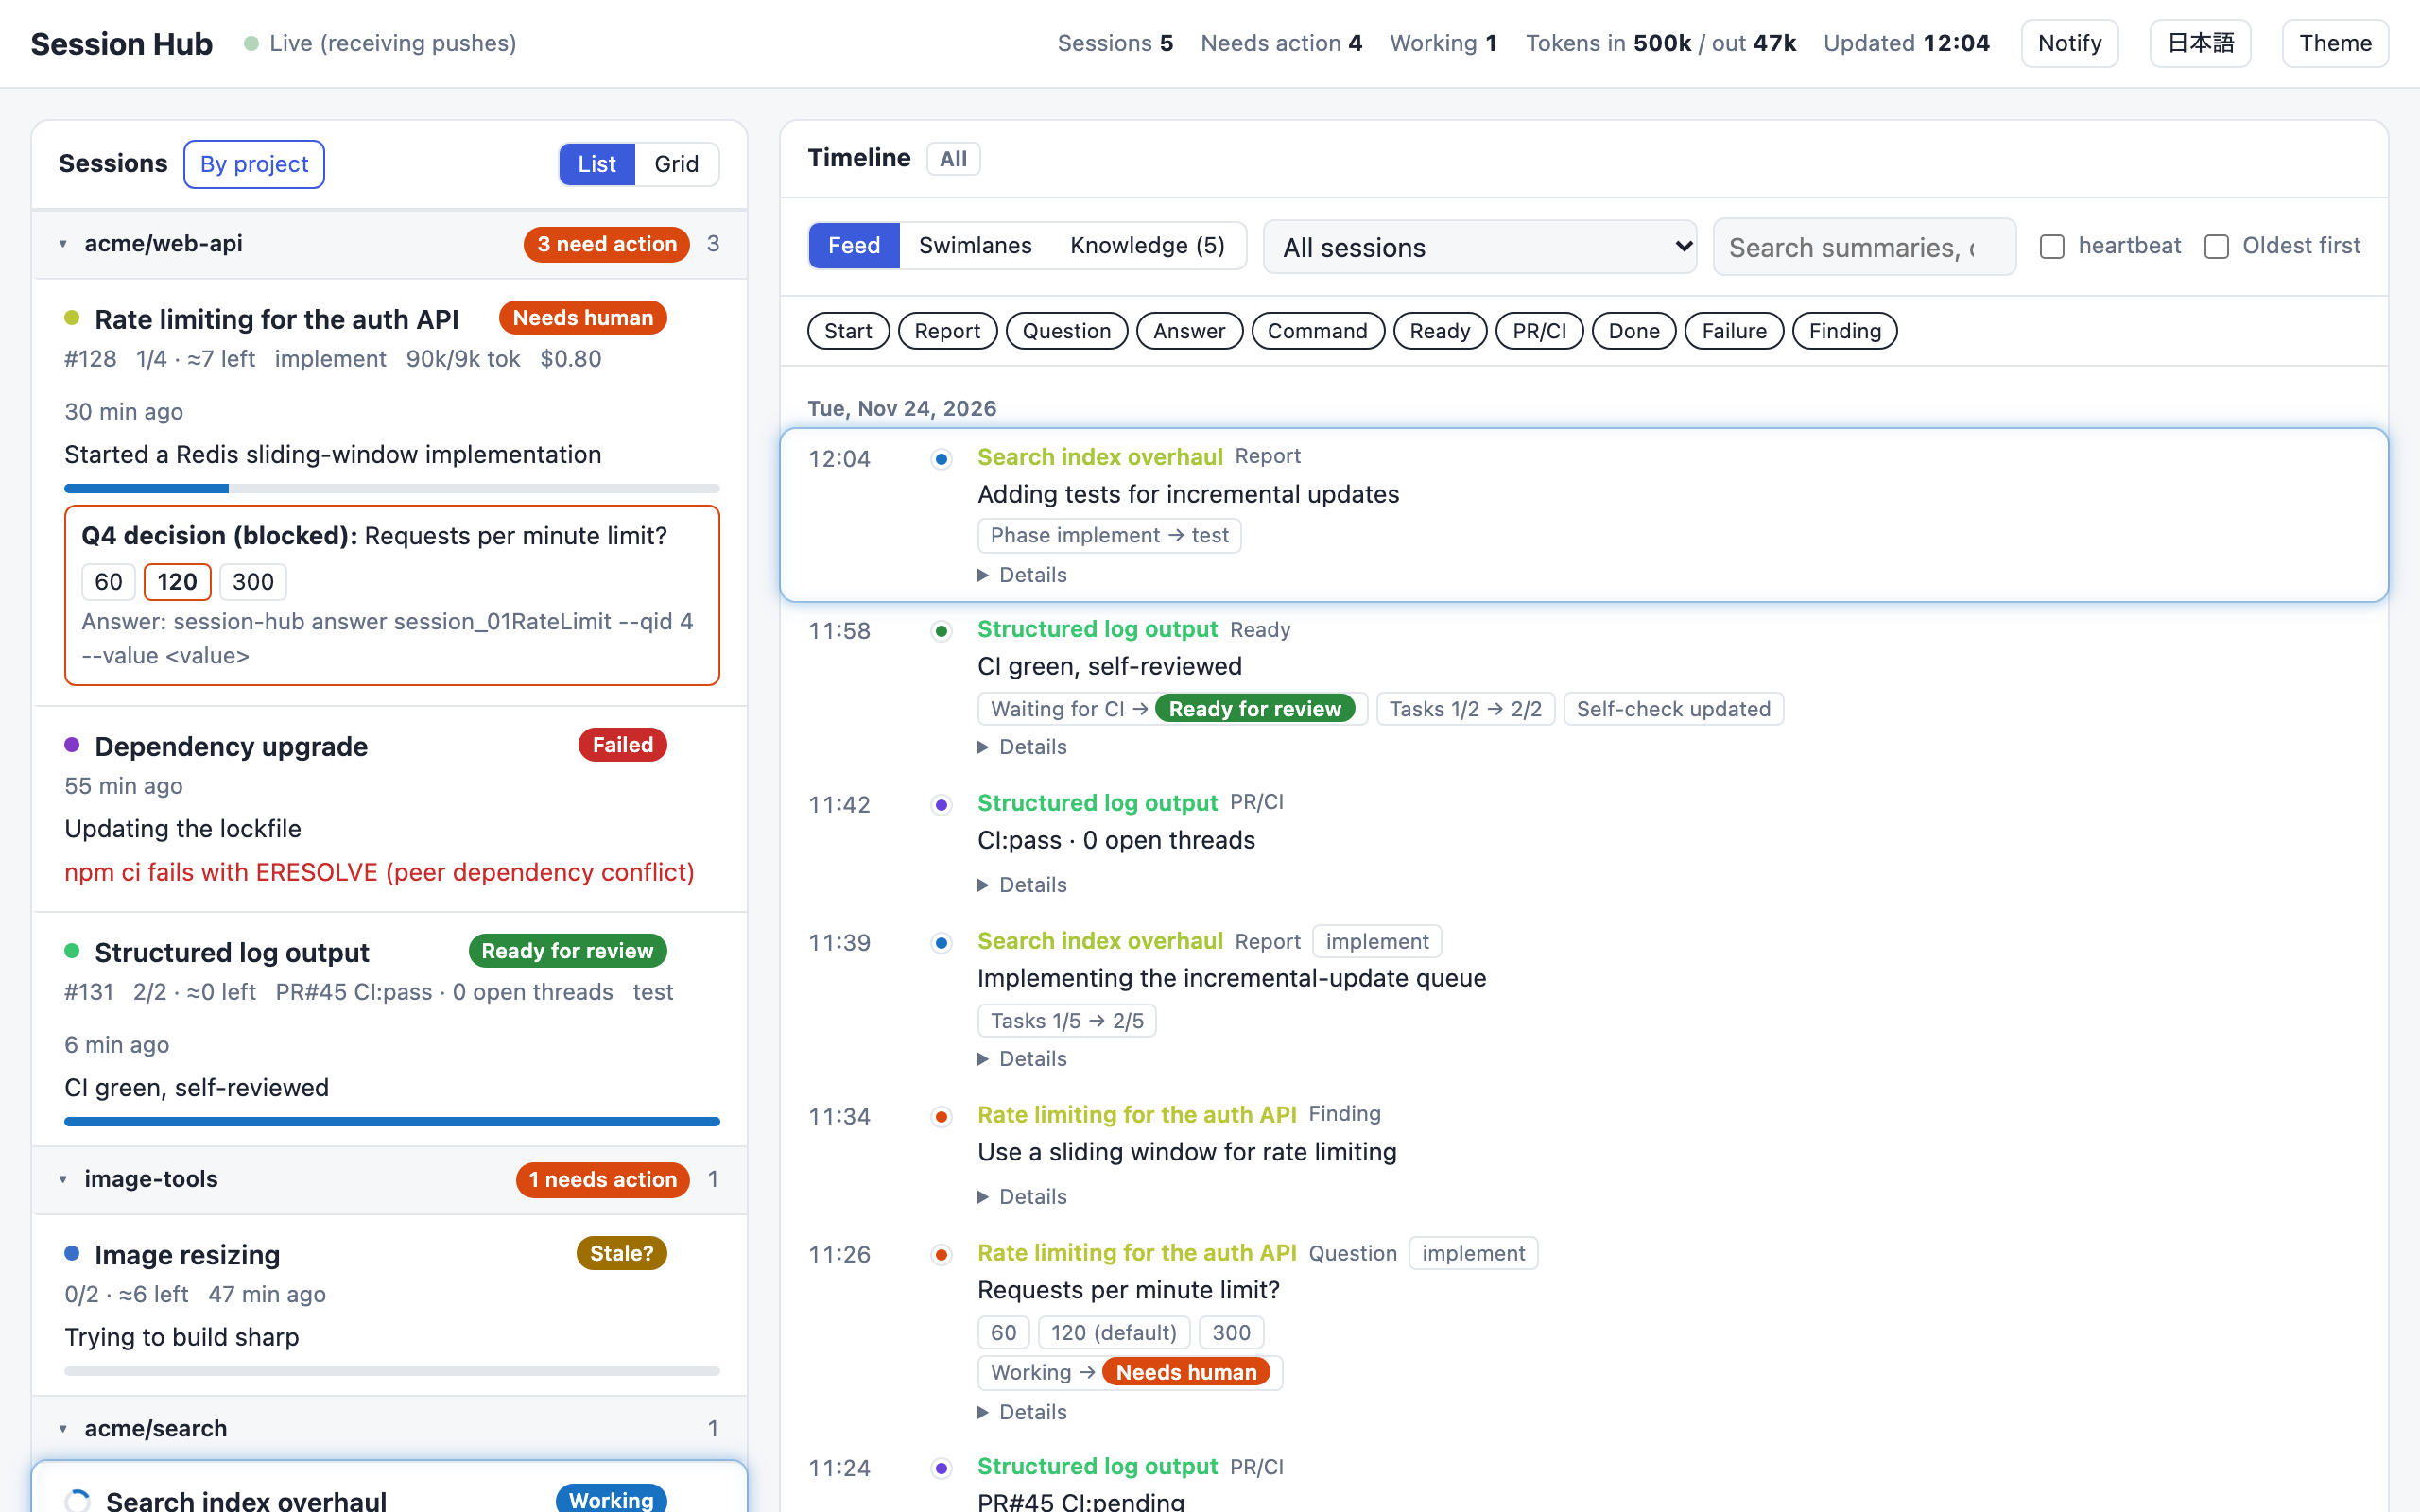 Session Hub
Live (receiving pushes)
Sessions 5
Needs action 4
Working 1
Tokens in 500k / out 47k
Updated 12:04
Notify
日本語
Theme
Sessions
By project
List
Grid
acme/web-api
3 need action
3
Rate limiting for the auth API
Needs human
#128 1/4 · ≈7 left implement 90k/9k tok $0.80
30 min ago
Started a Redis sliding-window implementation
Q4 decision (blocked): Requests per minute limit?
60
120
300
Answer: session-hub answer session_01RateLimit --qid 4
--value <value>
Dependency upgrade
Failed
55 min ago
Updating the lockfile
npm ci fails with ERESOLVE (peer dependency conflict)
Structured log output
Ready for review
#131 2/2 · ≈0 left PR#45 CI:pass · 0 open threads test
6 min ago
CI green, self-reviewed
image-tools
1 needs action
1
Image resizing
Stale?
0/2 · ≈6 left 47 min ago
Trying to build sharp
acme/search
1
Search index overhaul
Working
Timeline
All
Feed
Swimlanes
Knowledge (5)
All sessions
Search summaries,
heartbeat
Oldest first
Start
Report
Question
Answer
Command
Ready
PR/CI
Done
Failure
Finding
Tue, Nov 24, 2026
12:04
Search index overhaul Report
Adding tests for incremental updates
Phase implement → test
Details
11:58
Structured log output Ready
CI green, self-reviewed
Waiting for CI → Ready for review
Tasks 1/2 → 2/2
Self-check updated
Details
11:42
Structured log output PR/CI
CI:pass · 0 open threads
Details
11:39
Search index overhaul Report implement
Implementing the incremental-update queue
Tasks 1/5 → 2/5
Details
11:34
Rate limiting for the auth API Finding
Use a sliding window for rate limiting
Details
11:26
Rate limiting for the auth API Question implement
Requests per minute limit?
60
120 (default)
300
Working → Needs human
Details
11:24
Structured log output PR/CI
PR#45 CI:pending